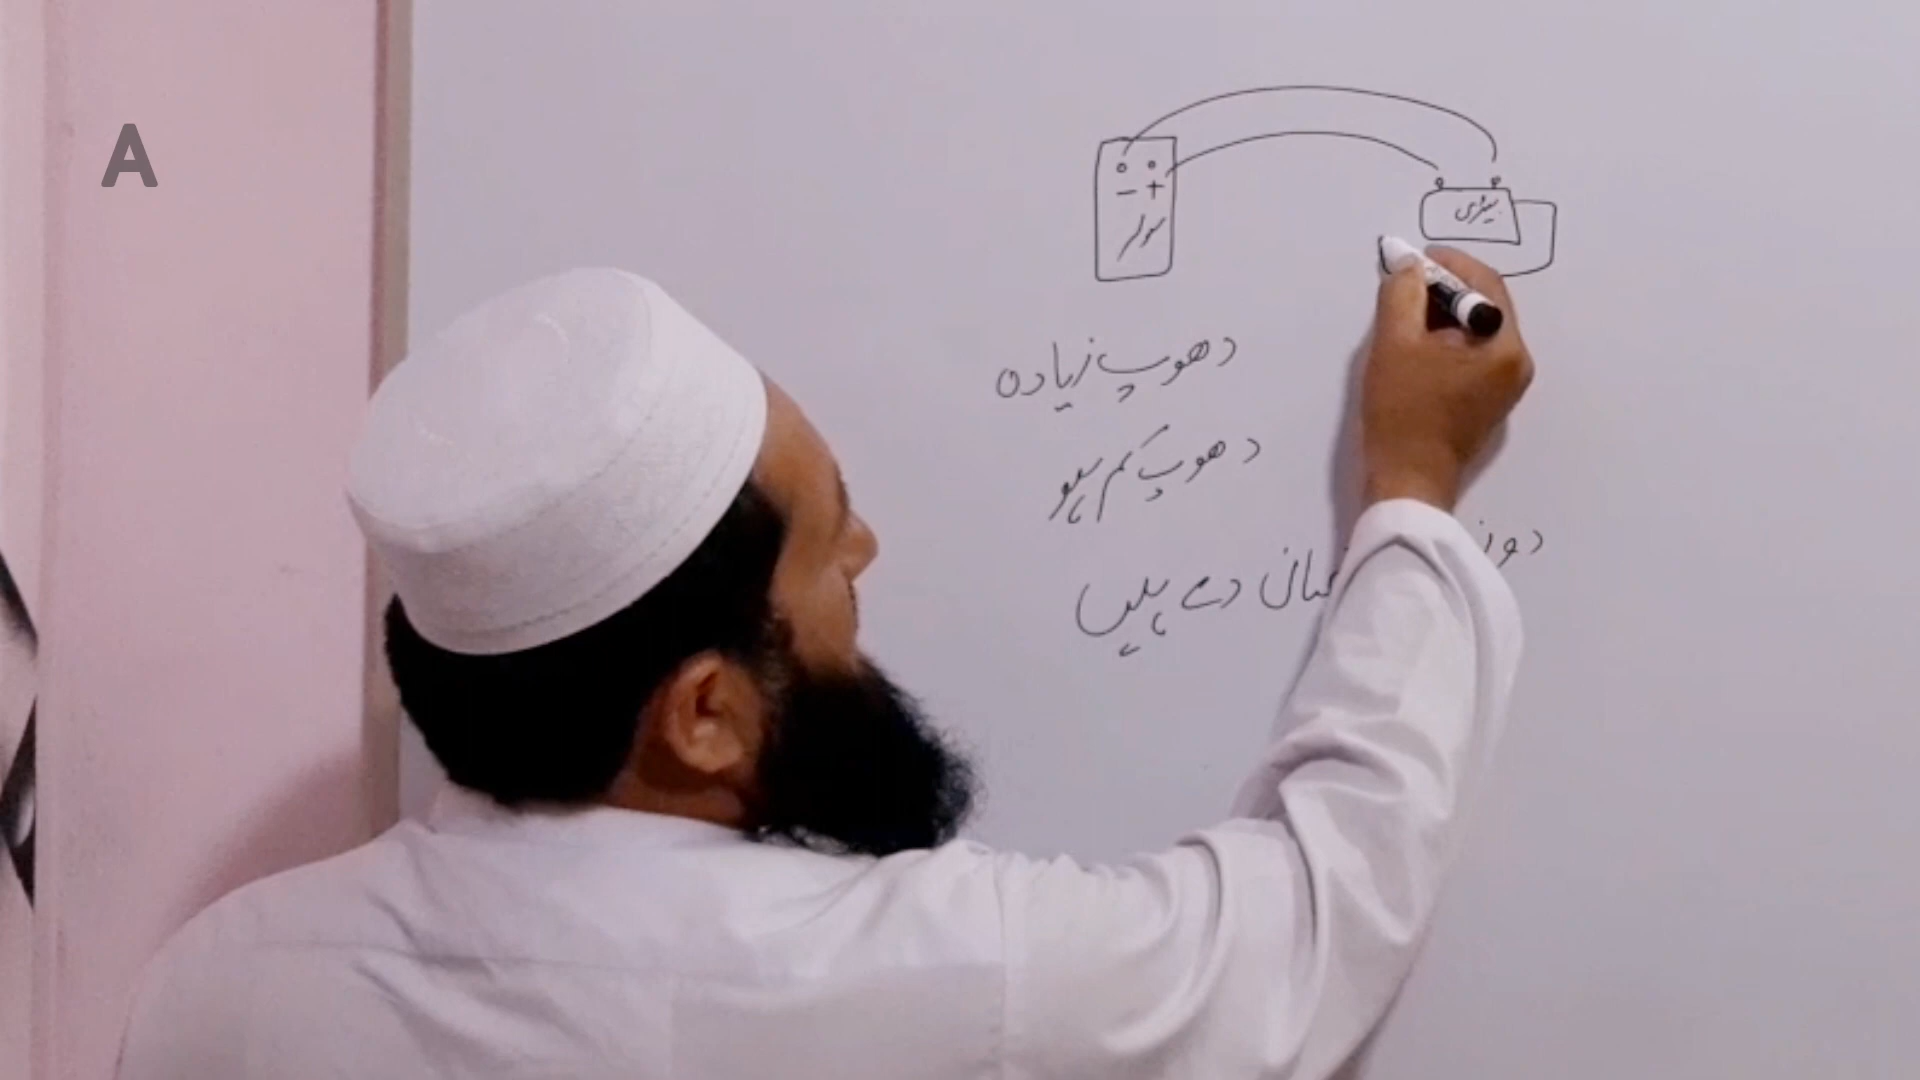 A
بیٹری
− +
سولر
دھوپ زیادہ
دھوپ کم ہو
دے ہیں